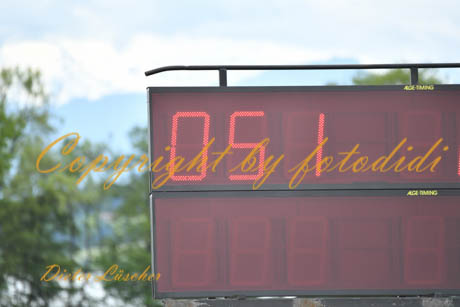 ALGE-TIMING
051
Copyright by fotodidi
ALGE-TIMING
Dieter Lüscher